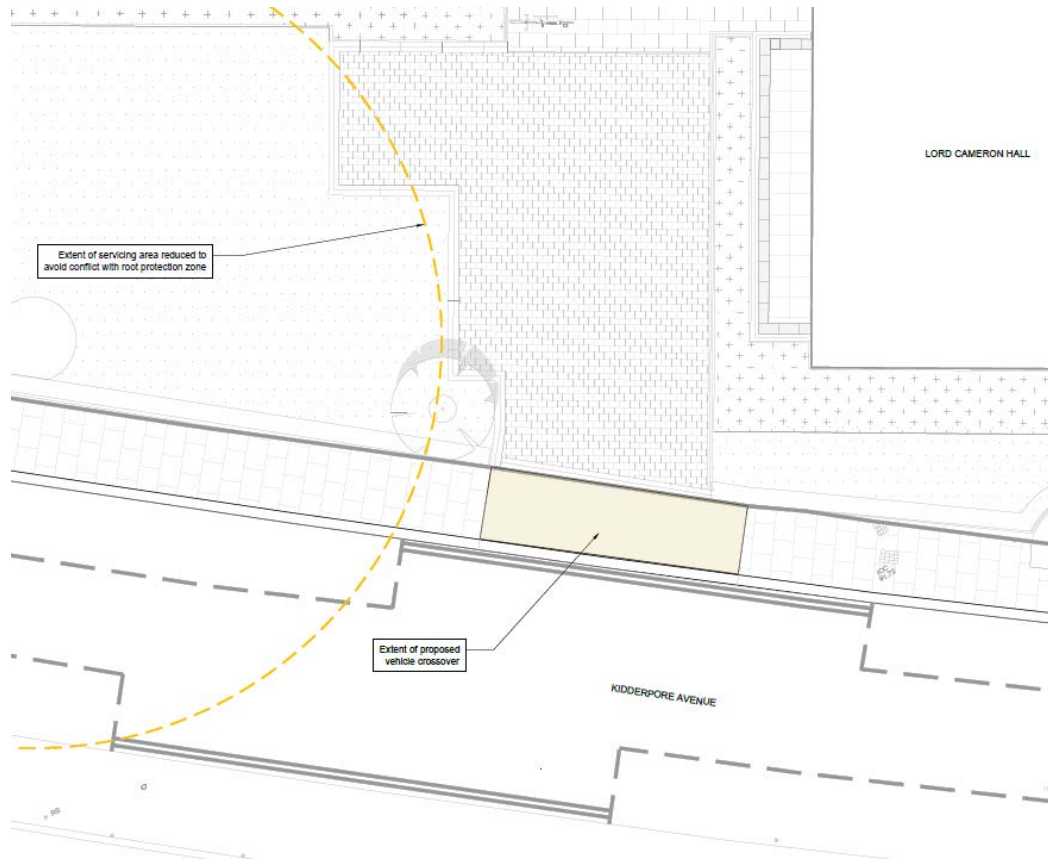 LORD CAMERON HALL
Extent of servicing area reduced to
avoid conflict with root protection zone
Extent of proposed
vehicle crossover
KIDDERPORE AVENUE
RS